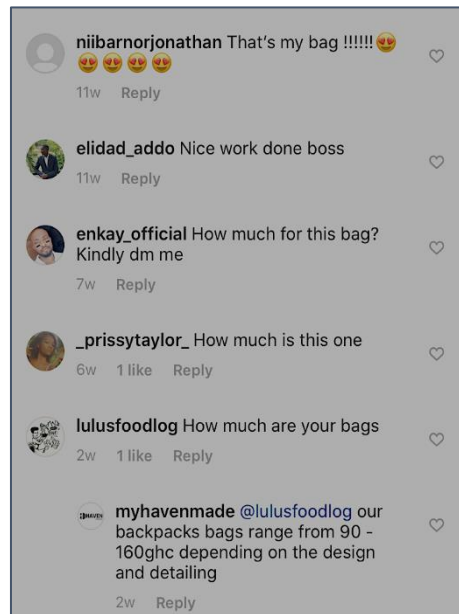 niibarnorjonathan That's my bag !!!!!!😍
😍😍😍😍
11w Reply
elidad_addo Nice work done boss
11w Reply
enkay_official How much for this bag?
Kindly dm me
7w Reply
_prissytaylor_ How much is this one
6w 1 like Reply
lulusfoodlog How much are your bags
2w 1 like Reply
HAVEN
myhavenmade @lulusfoodlog our
backpacks bags range from 90 -
160ghc depending on the design
and detailing
2w Reply